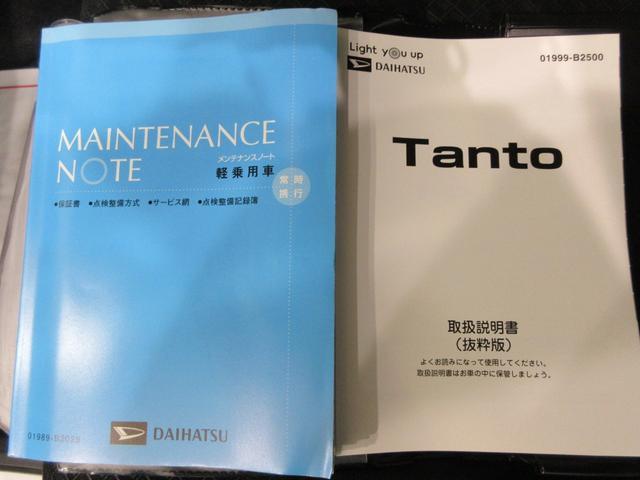 MAINTENANCE
NOTE
メンテナンスノート
軽乗用車
常時
携行
●保証書 ●点検整備方式 ●サービス網 ●点検整備記録簿
01989-B2029
DAIHATSU
Light you up
DAIHATSU
01999-B2500
Tanto
取扱説明書
(抜粋版)
よくお読みになって使用してください。
取扱説明書はお車の中に保管しましょう。